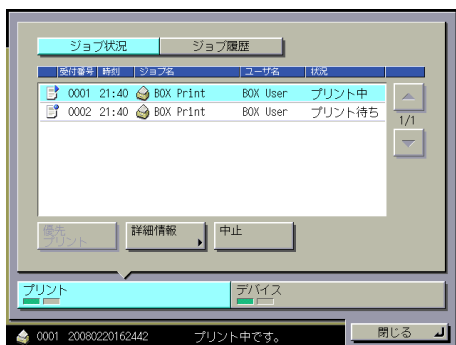 ジョブ状況 ジョブ履歴
受付番号 時刻 ジョブ名 ユーザ名 状況
0001 21:40 BOX Print BOX User プリント中
0002 21:40 BOX Print BOX User プリント待ち
1/1
優先
プリント
詳細情報 中止
プリント デバイス
0001 20080220162442 プリント中です。 閉じる